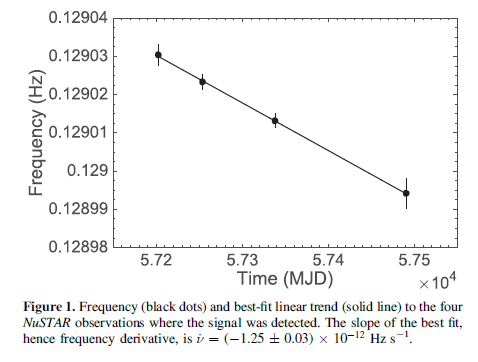 0.12904
0.12903
0.12902
0.12901
0.129
0.12899
0.12898
Frequency (Hz)
5.72 5.73 5.74 5.75
Time (MJD) ×10⁴
Figure 1. Frequency (black dots) and best-fit linear trend (solid line) to the four
NuSTAR observations where the signal was detected. The slope of the best fit,
hence frequency derivative, is ν̇ = (−1.25 ± 0.03) × 10⁻¹² Hz s⁻¹.